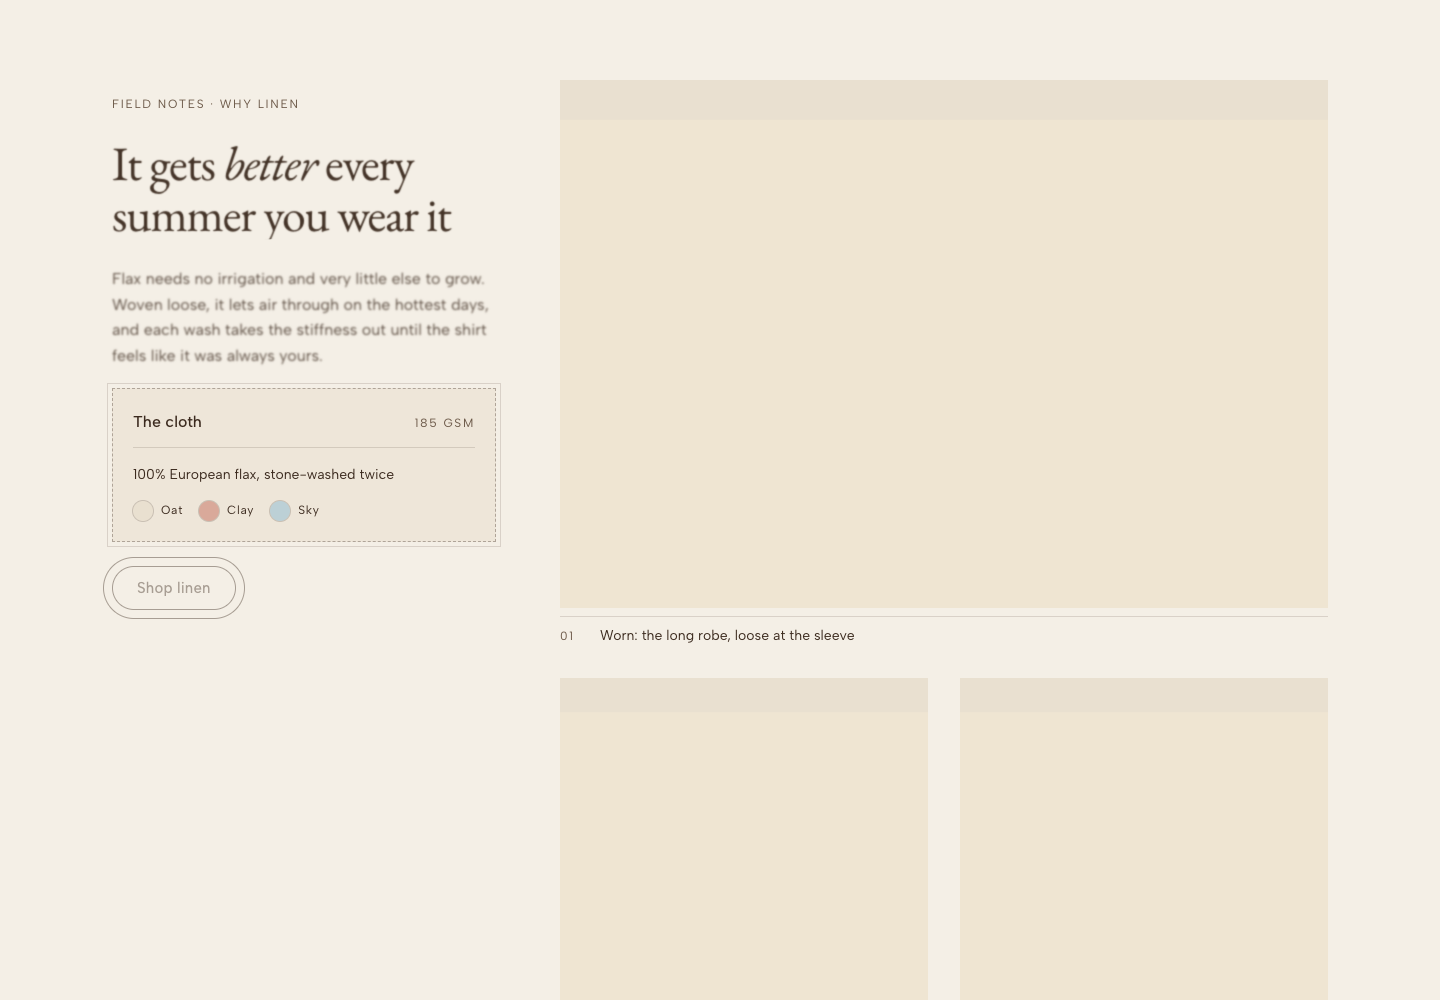 FIELD NOTES · WHY LINEN
It gets better every
summer you wear it
Flax needs no irrigation and very little else to grow.
Woven loose, it lets air through on the hottest days,
and each wash takes the stiffness out until the shirt
feels like it was always yours.
The cloth 185 GSM
100% European flax, stone-washed twice
Oat Clay Sky
Shop linen
01 Worn: the long robe, loose at the sleeve